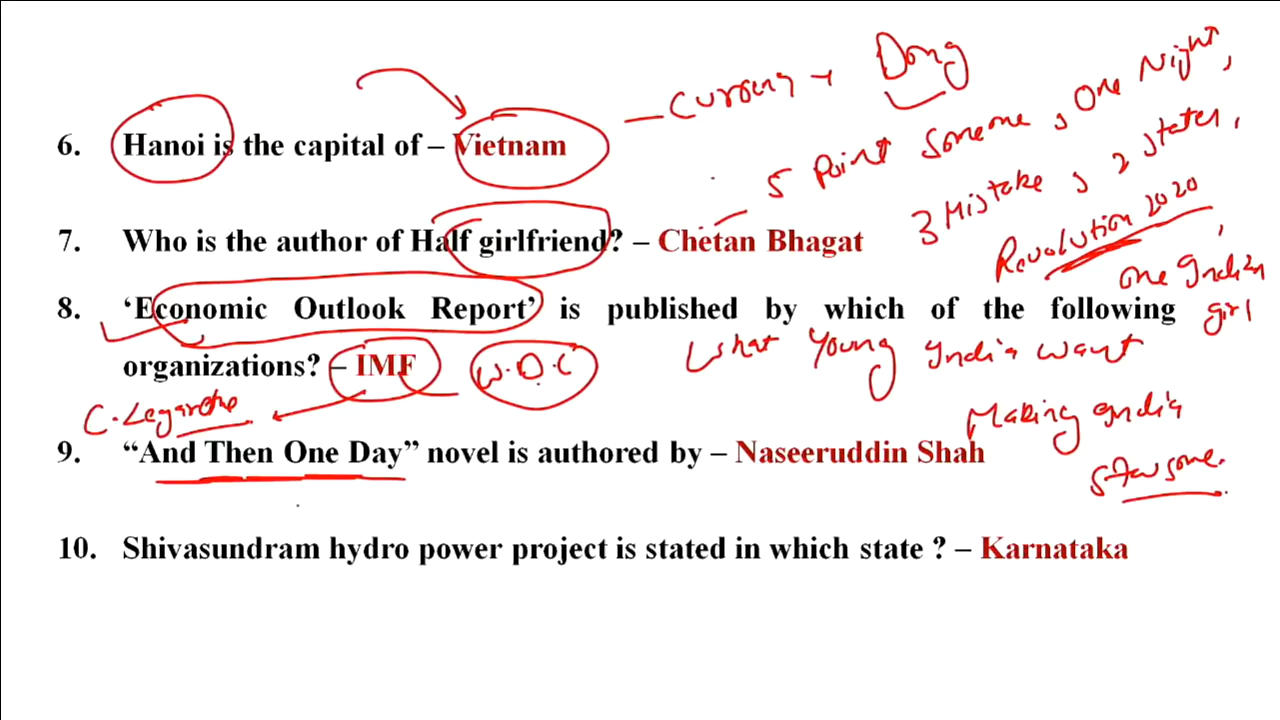 — Currency → Dong
6. Hanoi is the capital of – Vietnam
5 Point Someone, One Night,
3 Mistake, 2 States,
7. Who is the author of Half girlfriend? – Chetan Bhagat
Revolution 2020,
One Indian
girl
8. ‘Economic Outlook Report’ is published by which of the following
What Young India Want
organizations? – IMF
W.D.C
C. Legarde
Making India
9. “And Then One Day” novel is authored by – Naseeruddin Shah
10. Shivasundram hydro power project is stated in which state ? – Karnataka